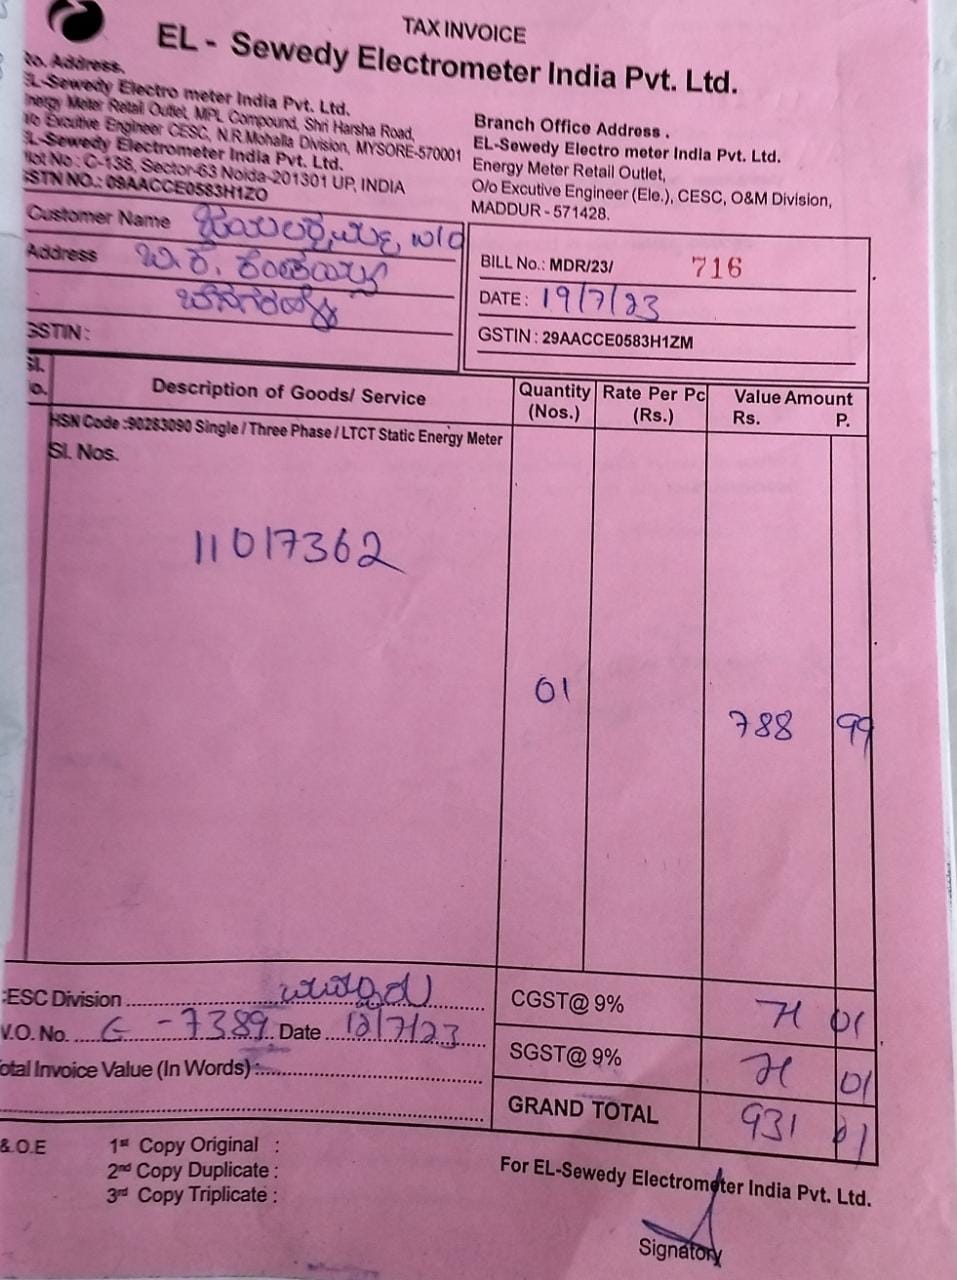 TAX INVOICE
EL - Sewedy Electrometer India Pvt. Ltd.
Ro. Address.
EL-Sewedy Electro meter India Pvt. Ltd.
Energy Meter Retail Outlet, MPL Compound, Shri Harsha Road,
O/o Excutive Engineer CESC, N.R.Mohalla Division, MYSORE-570001
EL-Sewedy Electrometer India Pvt. Ltd.
Plot No : C-138, Sector-63 Noida-201301 UP, INDIA
GSTN NO.: 09AACCE0583H1ZO
Branch Office Address .
EL-Sewedy Electro meter India Pvt. Ltd.
Energy Meter Retail Outlet,
O/o Excutive Engineer (Ele.), CESC, O&M Division,
MADDUR - 571428.
Customer Name W/O
Address
GSTIN :
BILL No.: MDR/23/ 716
DATE : 19/7/23
GSTIN : 29AACCE0583H1ZM
Sl. No. Description of Goods/ Service Quantity (Nos.) Rate Per Pc (Rs.) Value Amount Rs. P.
HSN Code :90283090 Single / Three Phase / LTCT Static Energy Meter
Sl. Nos.
11017362
01 788 99
CESC Division
W.O. No. G - 7389 Date 12/7/23
Total Invoice Value (In Words) :
CGST@ 9% 71 01
SGST@ 9% 71 01
GRAND TOTAL 931 01
E&.O.E
1st Copy Original :
2nd Copy Duplicate :
3rd Copy Triplicate :
For EL-Sewedy Electrometer India Pvt. Ltd.
Signatory